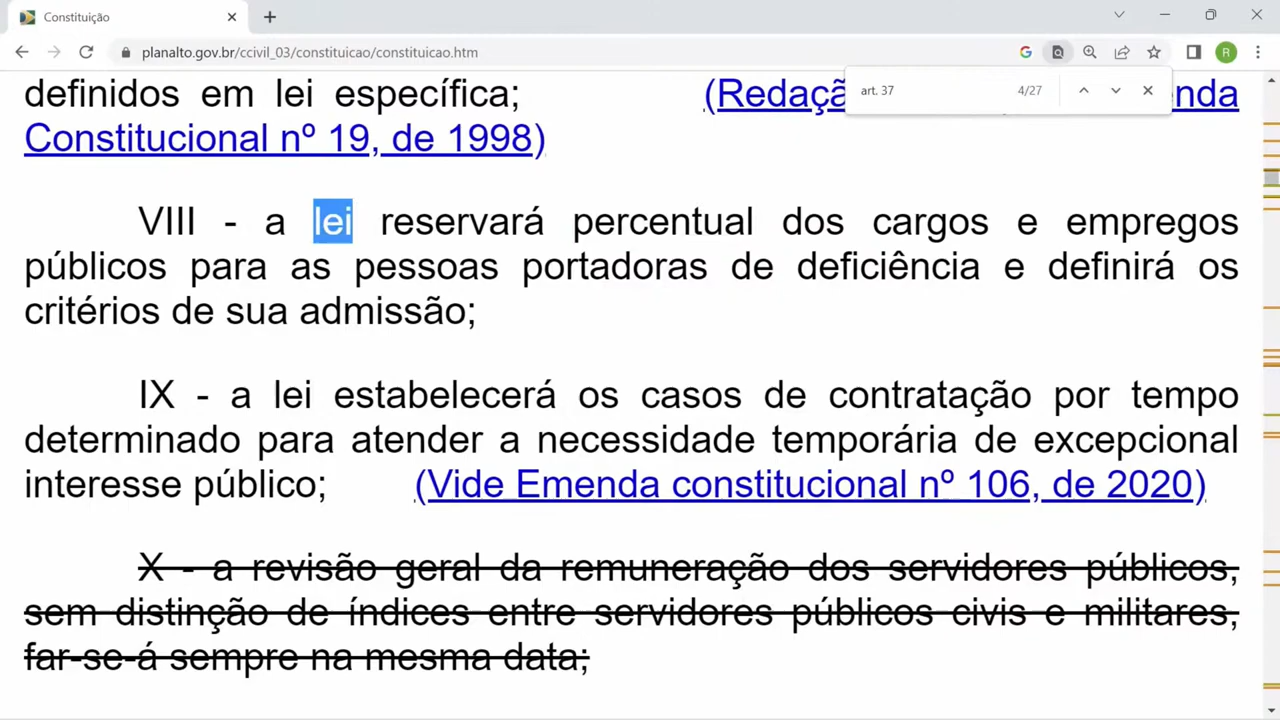 Constituição
planalto.gov.br/ccivil_03/constituicao/constituicao.htm
R
art. 37
4/27
definidos em lei específica; (Redaçã enda
Constitucional nº 19, de 1998)
VIII - a lei reservará percentual dos cargos e empregos
públicos para as pessoas portadoras de deficiência e definirá os
critérios de sua admissão;
IX - a lei estabelecerá os casos de contratação por tempo
determinado para atender a necessidade temporária de excepcional
interesse público; (Vide Emenda constitucional nº 106, de 2020)
X - a revisão geral da remuneração dos servidores públicos,
sem distinção de índices entre servidores públicos civis e militares,
far-se-á sempre na mesma data;